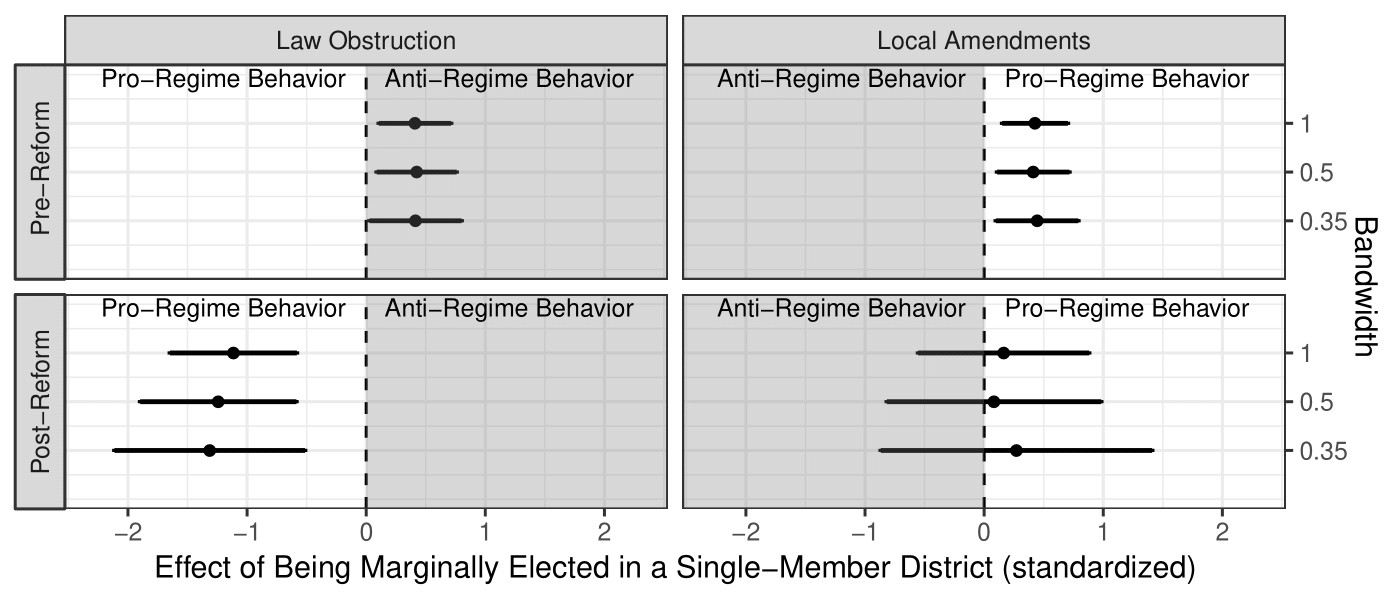 Law Obstruction
Local Amendments
Pre−Reform
Pro−Regime Behavior
Anti−Regime Behavior
Anti−Regime Behavior
Pro−Regime Behavior
1
0.5
0.35
Bandwidth
Post−Reform
Pro−Regime Behavior
Anti−Regime Behavior
Anti−Regime Behavior
Pro−Regime Behavior
1
0.5
0.35
−2 −1 0 1 2
−2 −1 0 1 2
Effect of Being Marginally Elected in a Single−Member District (standardized)